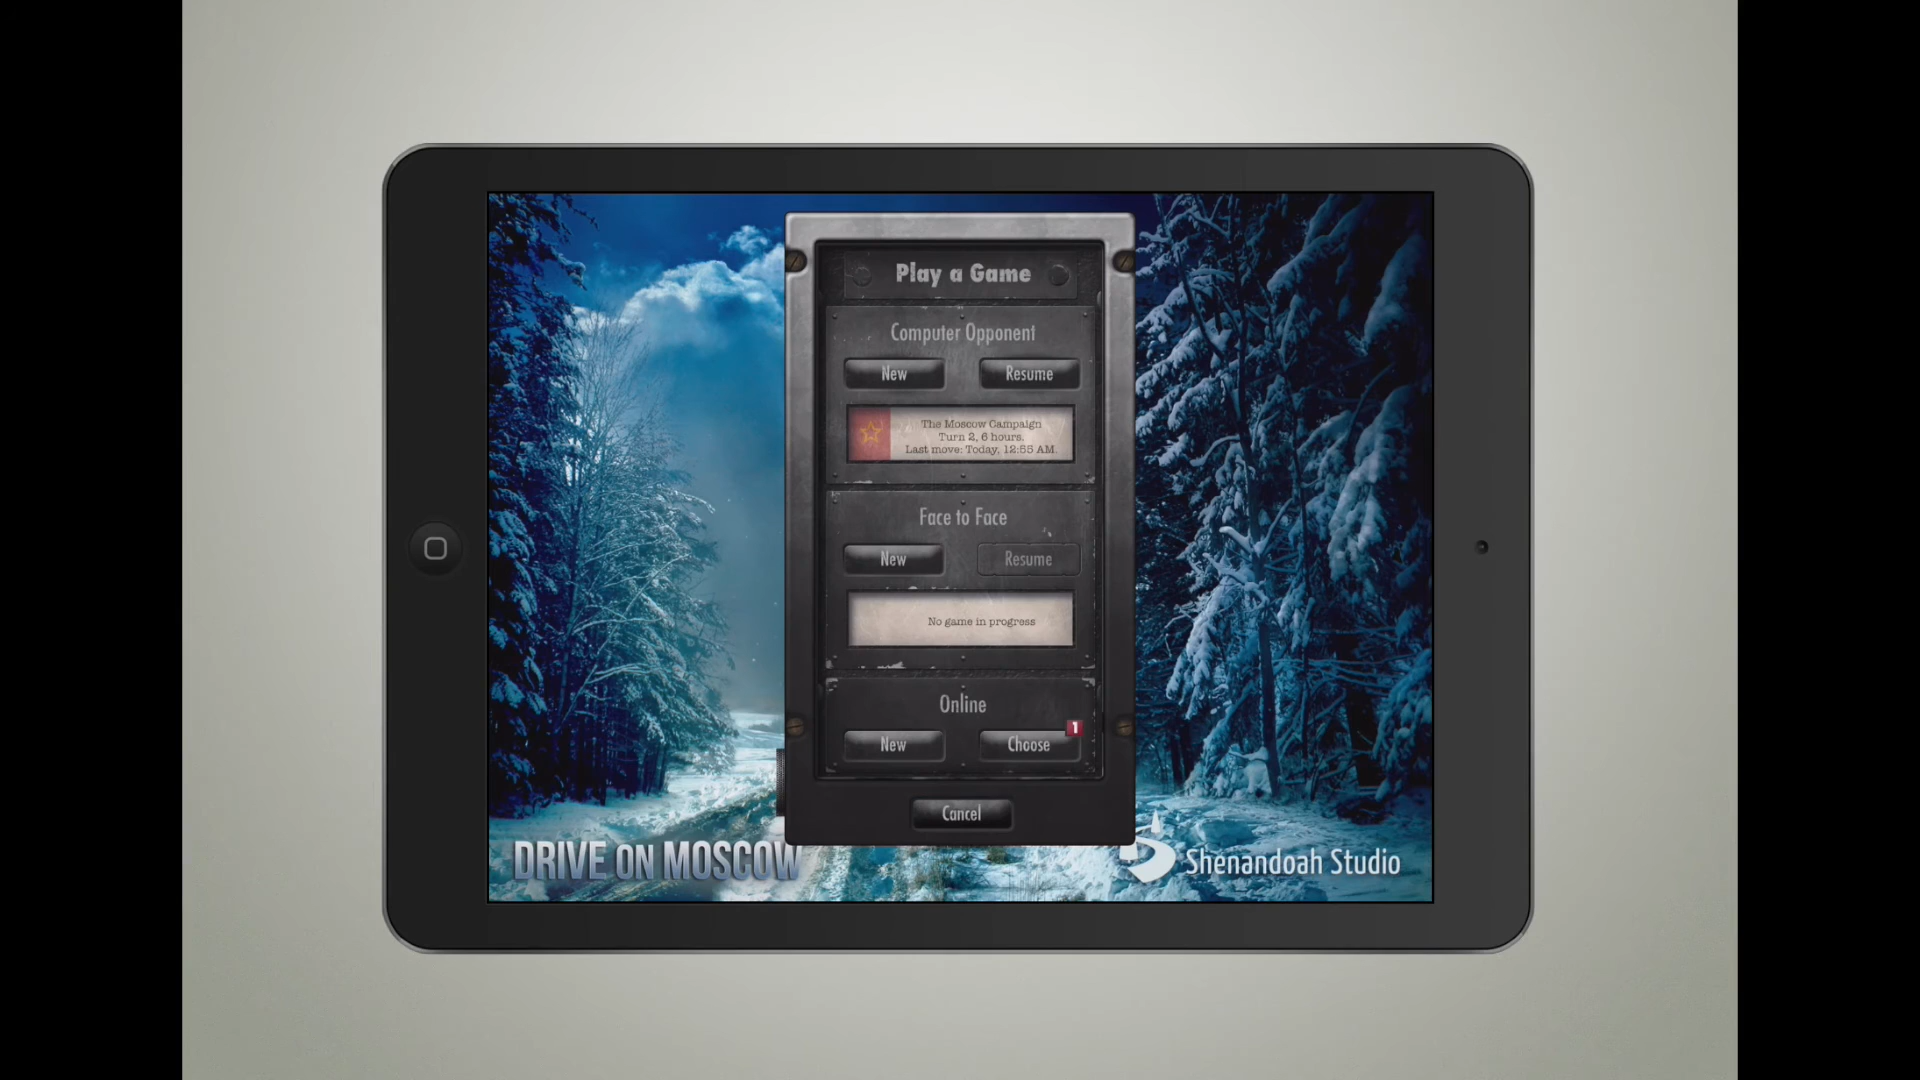 Play a Game
Computer Opponent
New Resume
The Moscow Campaign
Turn 2, 6 hours.
Last move: Today, 12:55 AM.
Face to Face
New Resume
No game in progress
Online
1
New Choose
Cancel
DRIVE ON MOSCOW
Shenandoah Studio